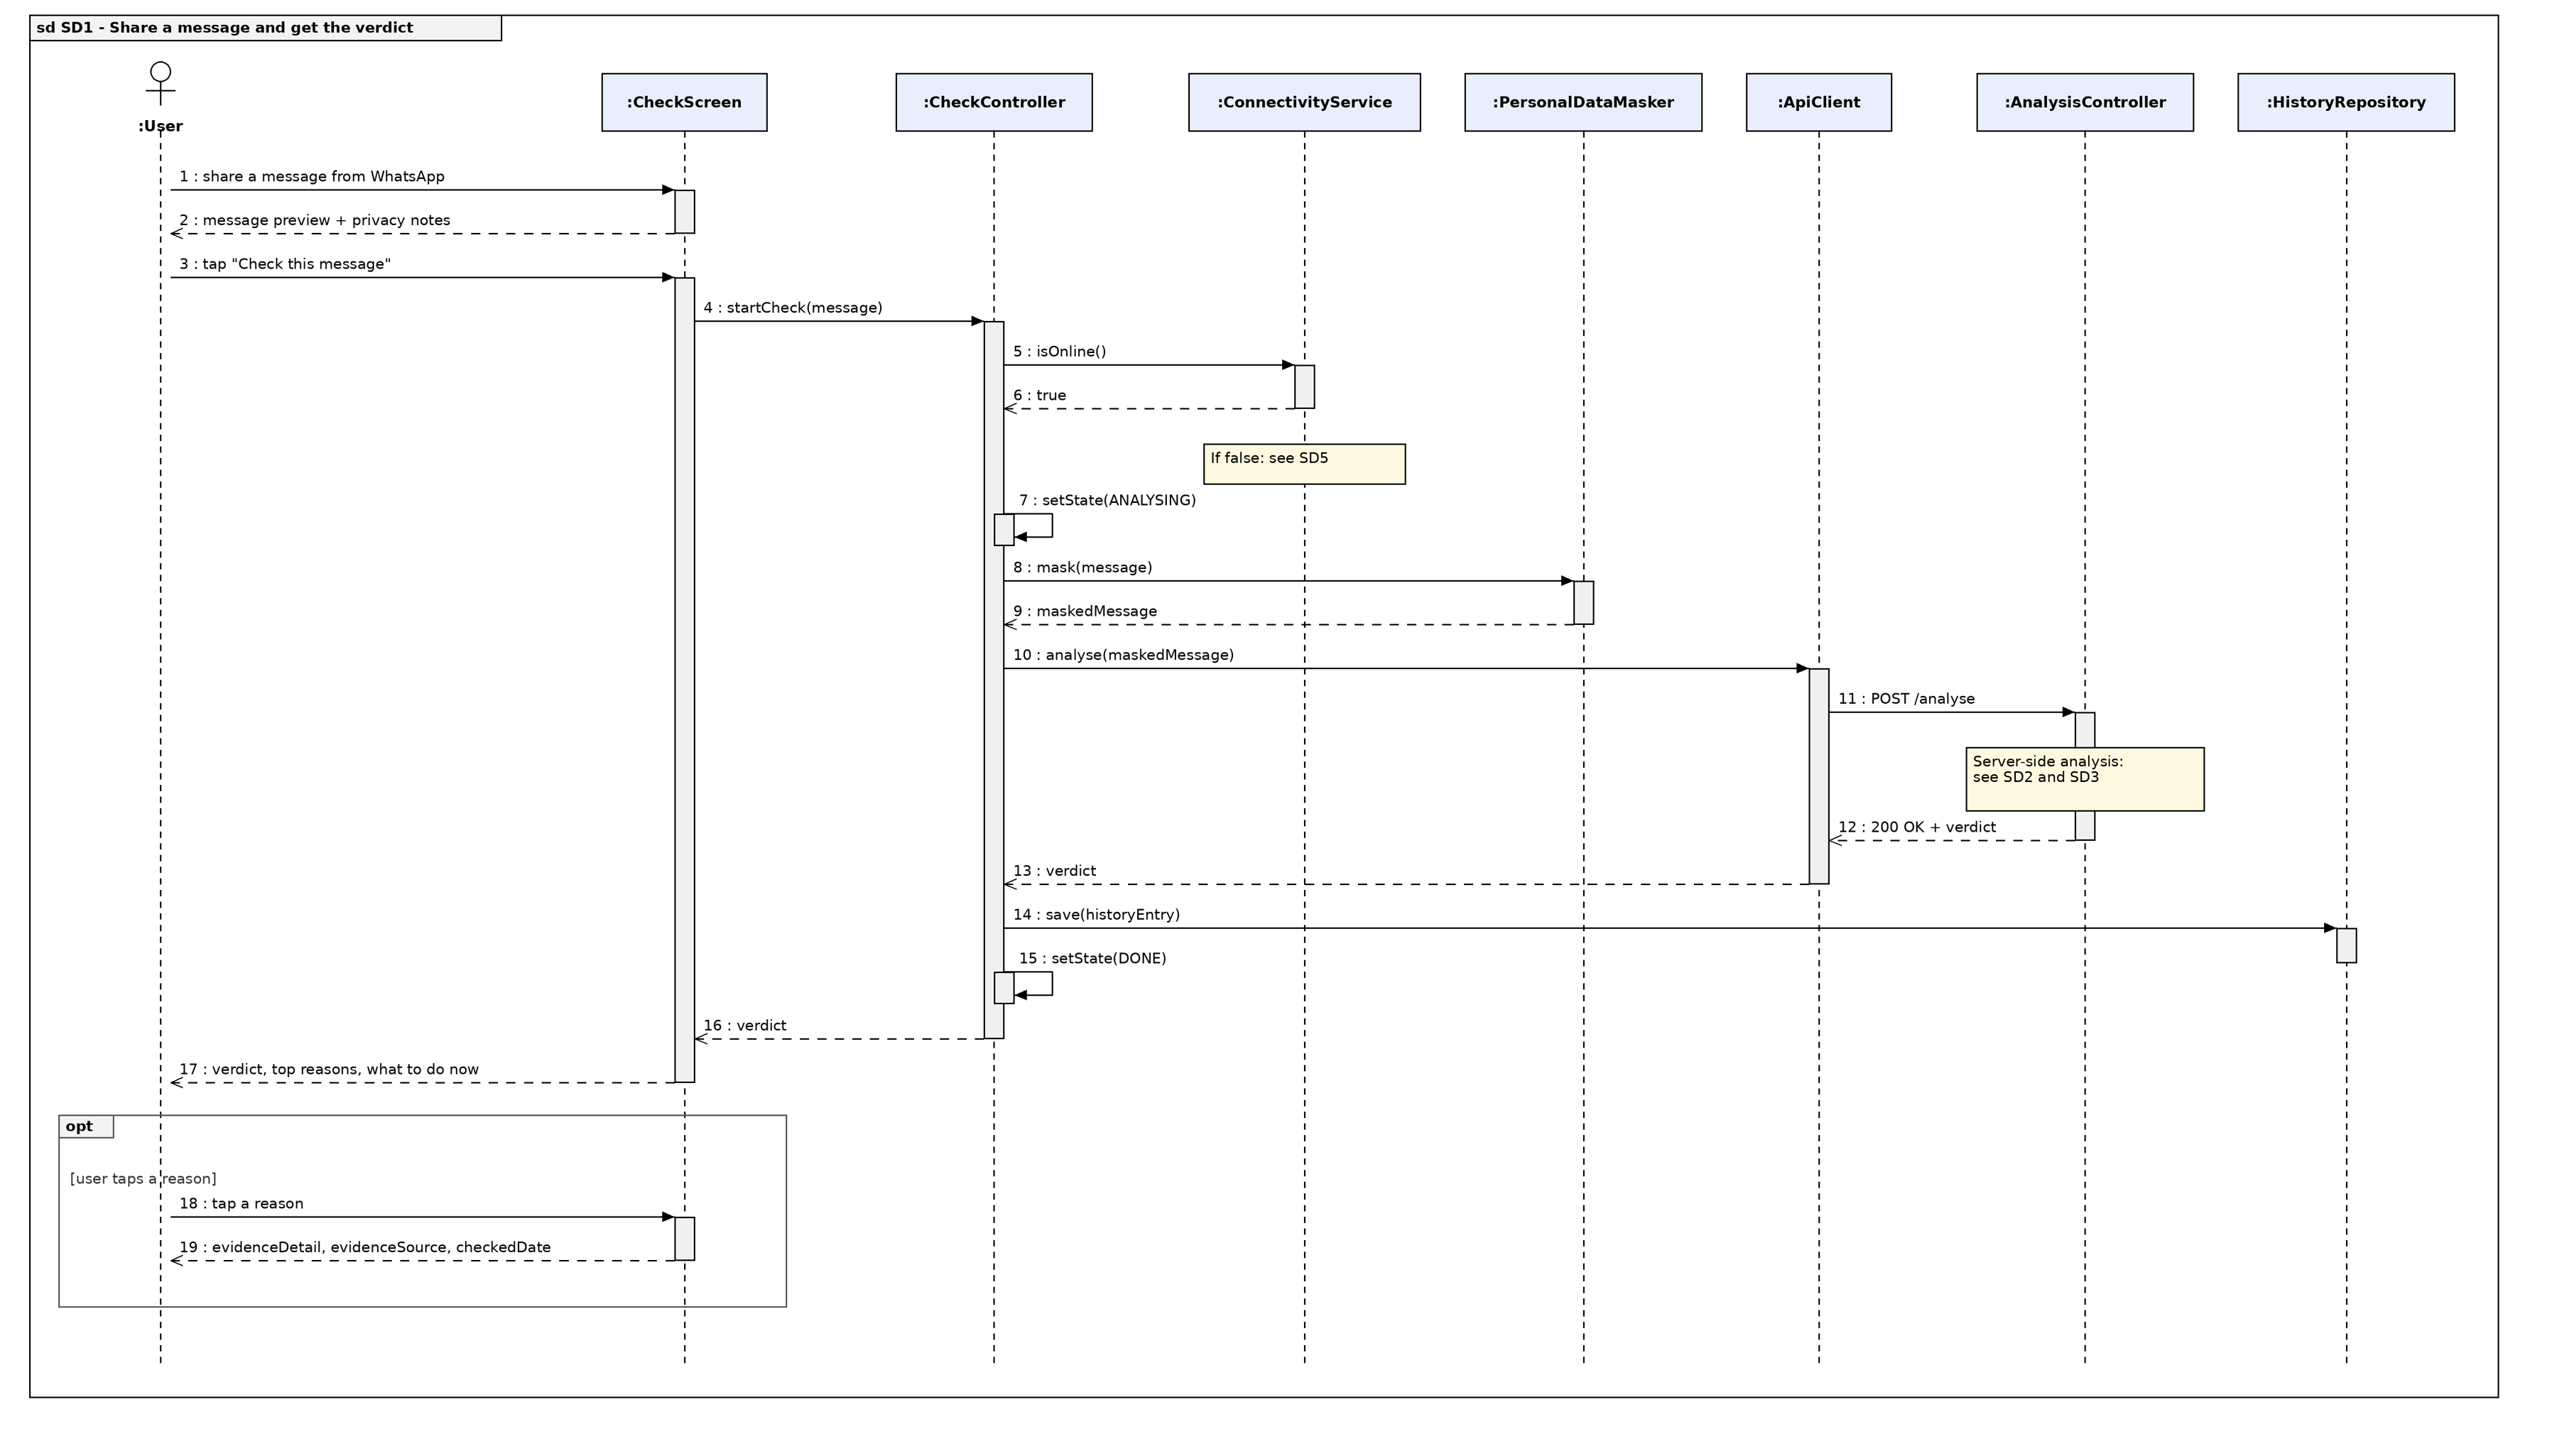 sd SD1 - Share a message and get the verdict
:User
:CheckScreen
:CheckController
:ConnectivityService
:PersonalDataMasker
:ApiClient
:AnalysisController
:HistoryRepository
1 : share a message from WhatsApp
2 : message preview + privacy notes
3 : tap "Check this message"
4 : startCheck(message)
5 : isOnline()
6 : true
If false: see SD5
7 : setState(ANALYSING)
8 : mask(message)
9 : maskedMessage
10 : analyse(maskedMessage)
11 : POST /analyse
Server-side analysis:
see SD2 and SD3
12 : 200 OK + verdict
13 : verdict
14 : save(historyEntry)
15 : setState(DONE)
16 : verdict
17 : verdict, top reasons, what to do now
opt
[user taps a reason]
18 : tap a reason
19 : evidenceDetail, evidenceSource, checkedDate